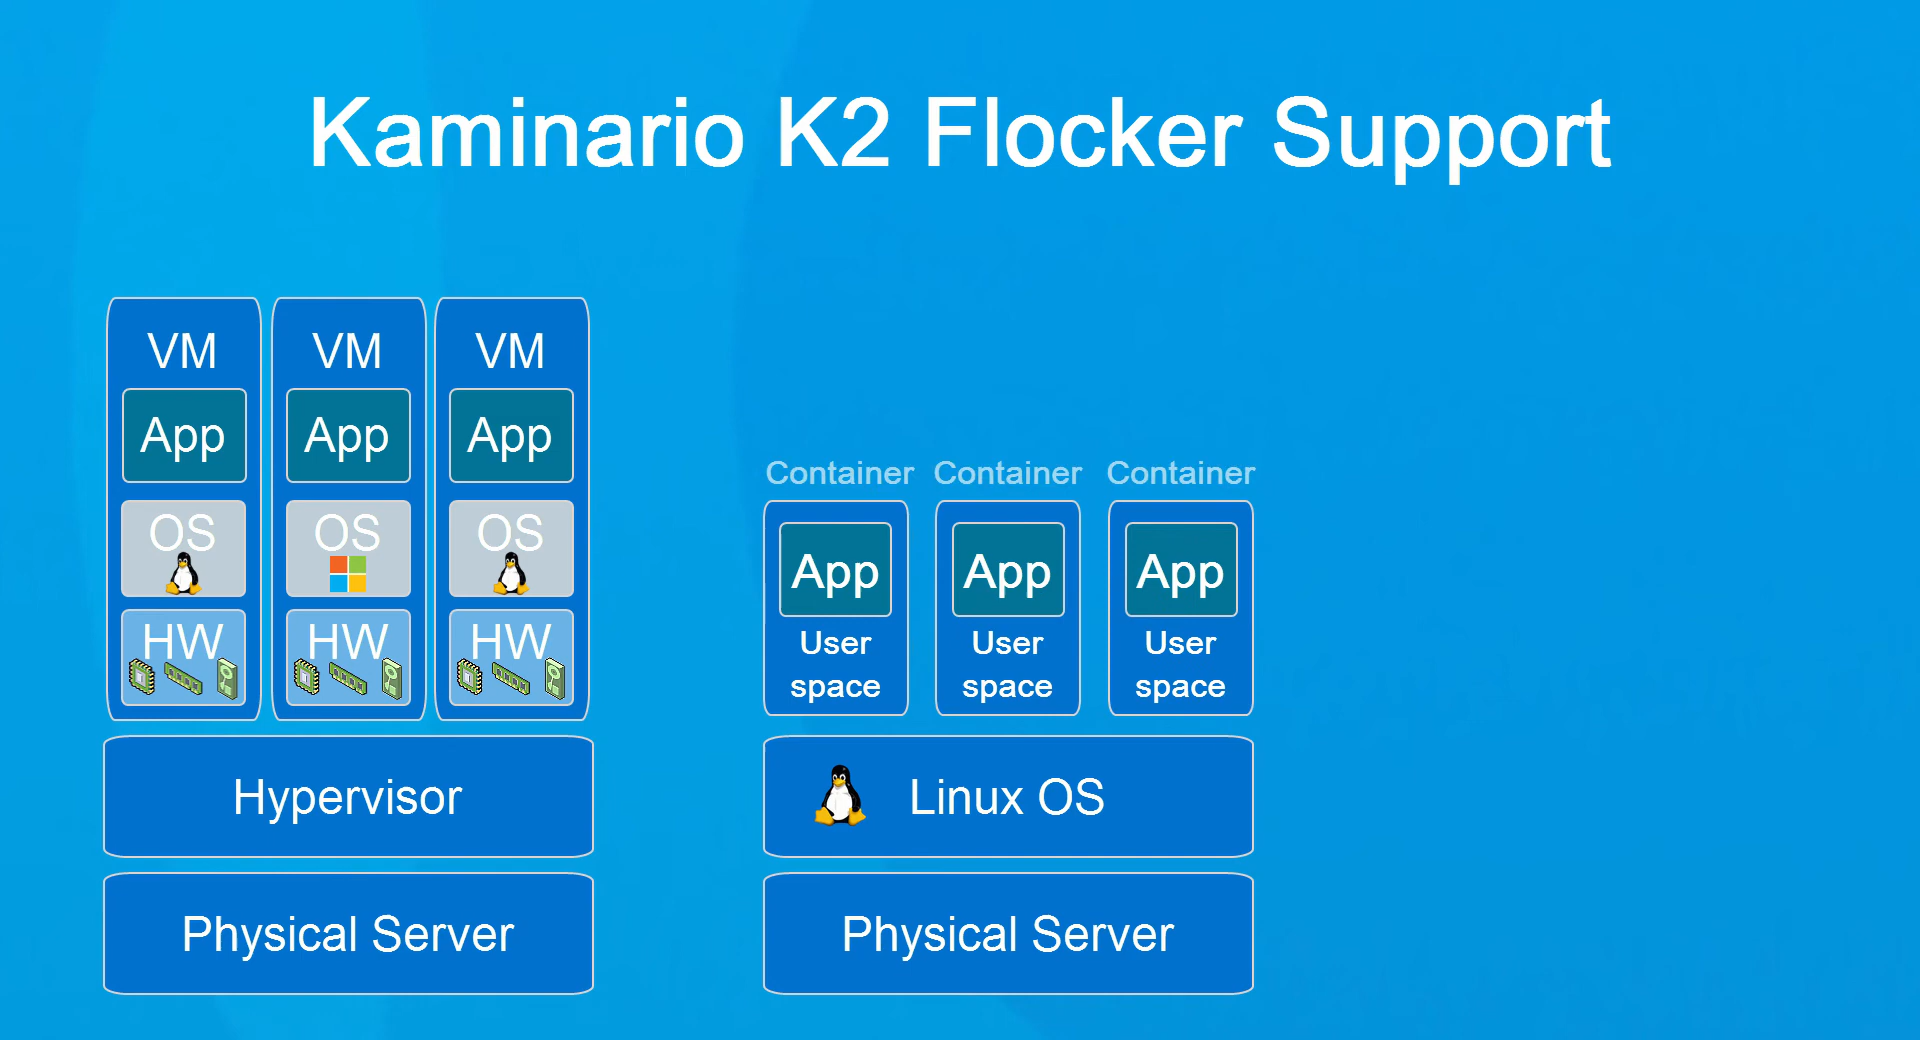 Kaminario K2 Flocker Support
VM
App
OS
HW
VM
App
OS
HW
VM
App
OS
HW
Hypervisor
Physical Server
Container
App
User
space
Container
App
User
space
Container
App
User
space
Linux OS
Physical Server